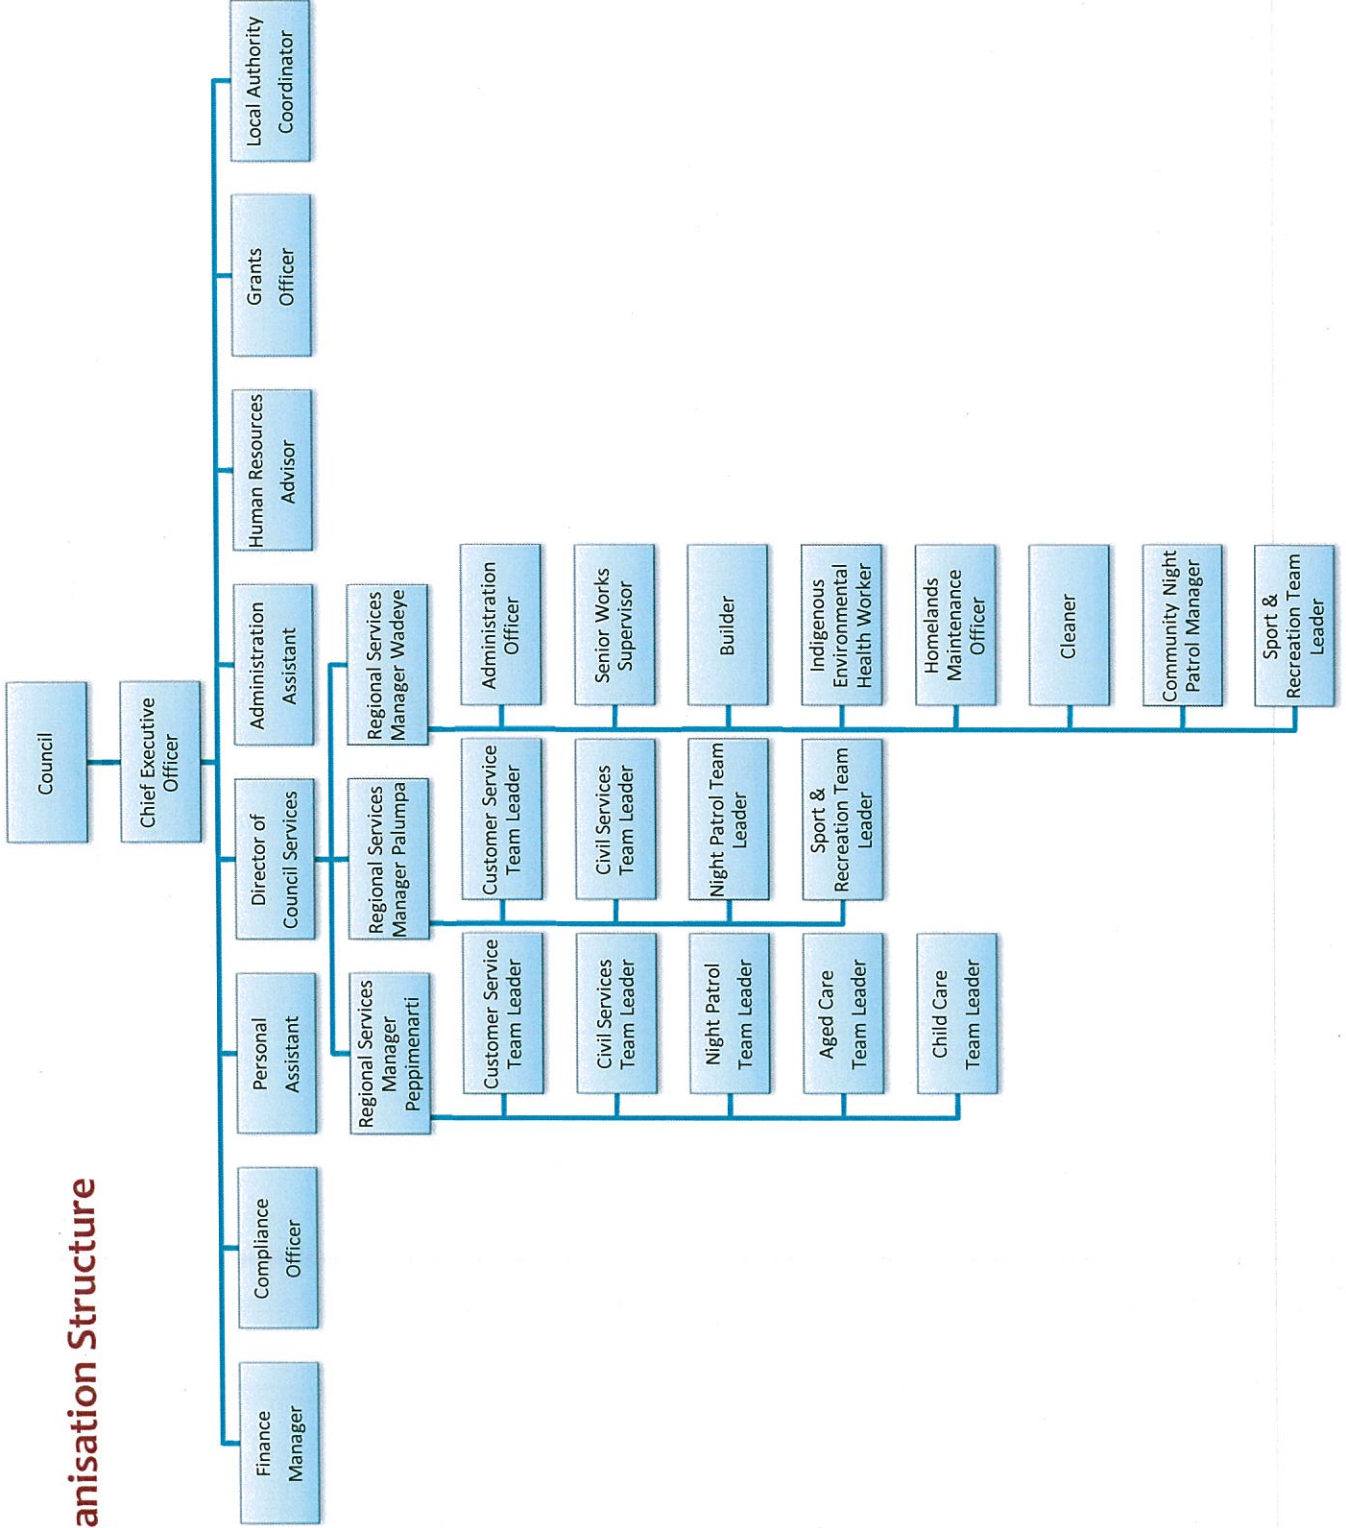 anisation Structure
Council
Chief Executive
Officer
Finance
Manager
Compliance
Officer
Personal
Assistant
Director of
Council Services
Administration
Assistant
Human Resources
Advisor
Grants
Officer
Local Authority
Coordinator
Regional Services
Manager
Peppimenarti
Regional Services
Manager Palumpa
Regional Services
Manager Wadeye
Customer Service
Team Leader
Civil Services
Team Leader
Night Patrol
Team Leader
Aged Care
Team Leader
Child Care
Team Leader
Customer Service
Team Leader
Civil Services
Team Leader
Night Patrol Team
Leader
Sport &
Recreation Team
Leader
Administration
Officer
Senior Works
Supervisor
Builder
Indigenous
Environmental
Health Worker
Homelands
Maintenance
Officer
Cleaner
Community Night
Patrol Manager
Sport &
Recreation Team
Leader